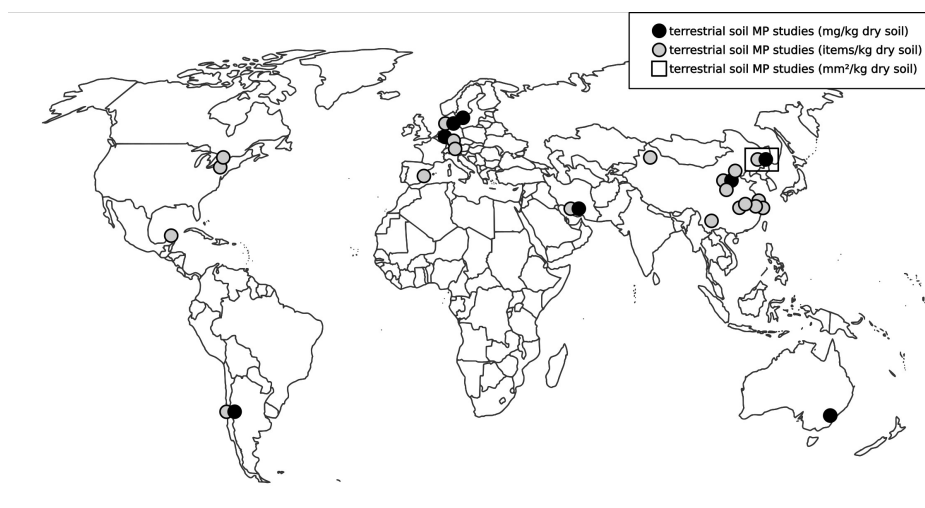 terrestrial soil MP studies (mg/kg dry soil)
terrestrial soil MP studies (items/kg dry soil)
terrestrial soil MP studies (mm²/kg dry soil)